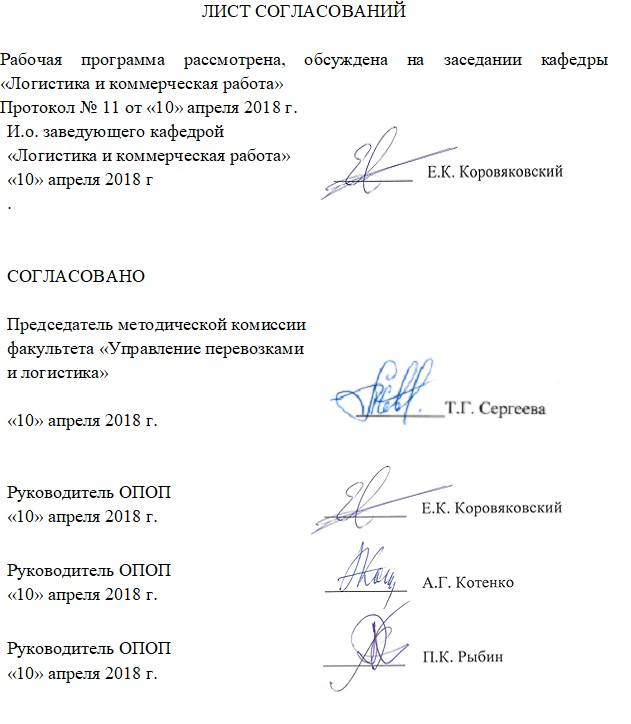 ЛИСТ СОГЛАСОВАНИЙ
Рабочая программа рассмотрена, обсуждена на заседании кафедры
«Логистика и коммерческая работа»
Протокол № 11 от «10» апреля 2018 г.
И.о. заведующего кафедрой
«Логистика и коммерческая работа»
Е.К. Коровяковский
«10» апреля 2018 г
.
СОГЛАСОВАНО
Председатель методической комиссии
факультета «Управление перевозками
и логистика»
Т.Г. Сергеева
«10» апреля 2018 г.
Руководитель ОПОП
Е.К. Коровяковский
«10» апреля 2018 г.
Руководитель ОПОП
А.Г. Котенко
«10» апреля 2018 г.
Руководитель ОПОП
П.К. Рыбин
«10» апреля 2018 г.